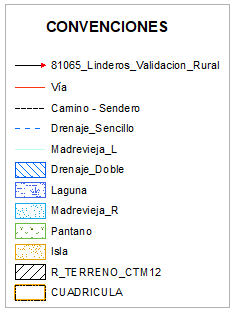 CONVENCIONES
81065_Linderos_Validacion_Rural
Vía
Camino - Sendero
Drenaje_Sencillo
Madrevieja_L
Drenaje_Doble
Laguna
Madrevieja_R
Pantano
Isla
R_TERRENO_CTM12
CUADRICULA